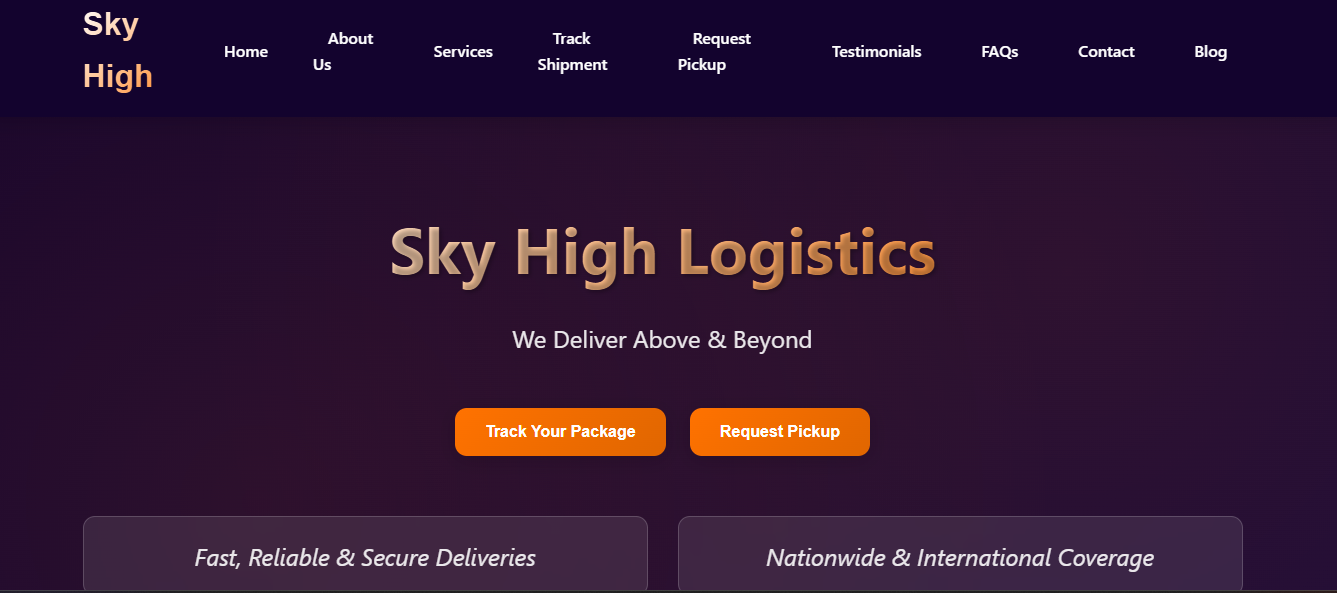 Sky
High
Home
About
Us
Services
Track
Shipment
Request
Pickup
Testimonials
FAQs
Contact
Blog
Sky High Logistics
We Deliver Above & Beyond
Track Your Package
Request Pickup
Fast, Reliable & Secure Deliveries
Nationwide & International Coverage